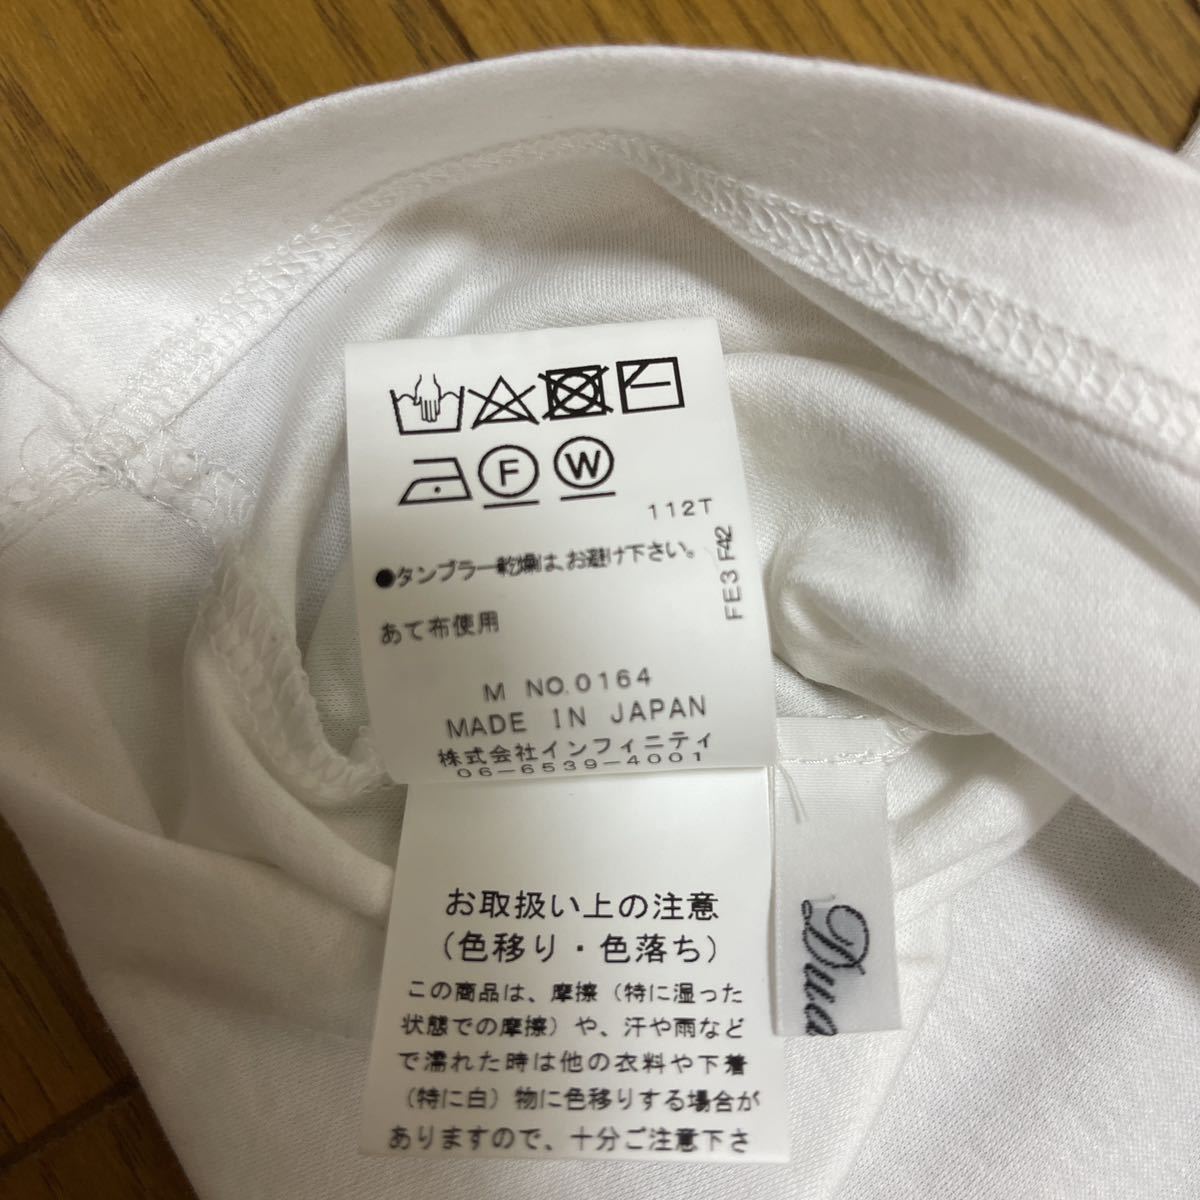 F W
112T
FE3 F42
●タンブラー乾燥は、お避け下さい。
あて布使用
M NO.0164
MADE IN JAPAN
株式会社インフィニティ
06-6539-4001
お取扱い上の注意
(色移り・色落ち)
この商品は、摩擦(特に湿った
状態での摩擦)や、汗や雨など
で濡れた時は他の衣料や下着
(特に白)物に色移りする場合が
ありますので、十分ご注意下さ
Dua